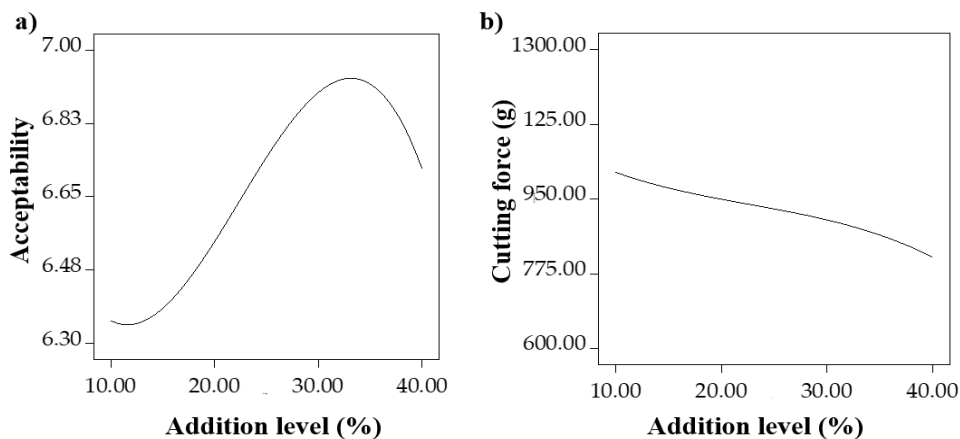 a)
7.00
6.83
6.65
6.48
6.30
Acceptability
10.00 20.00 30.00 40.00
Addition level (%)
b)
1300.00
125.00
950.00
775.00
600.00
Cutting force (g)
10.00 20.00 30.00 40.00
Addition level (%)